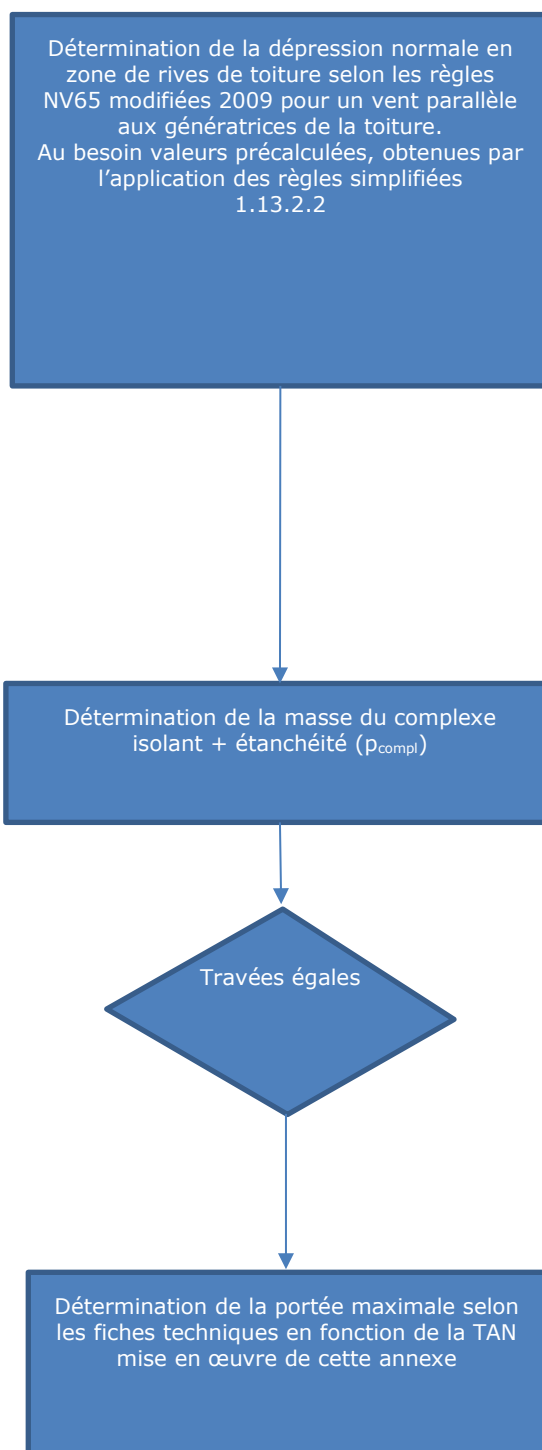 Détermination de la dépression normale en
zone de rives de toiture selon les règles
NV65 modifiées 2009 pour un vent parallèle
aux génératrices de la toiture.
Au besoin valeurs précalculées, obtenues par
l’application des règles simplifiées
1.13.2.2
Détermination de la masse du complexe
isolant + étanchéité (pcompl)
Travées égales
Détermination de la portée maximale selon
les fiches techniques en fonction de la TAN
mise en œuvre de cette annexe